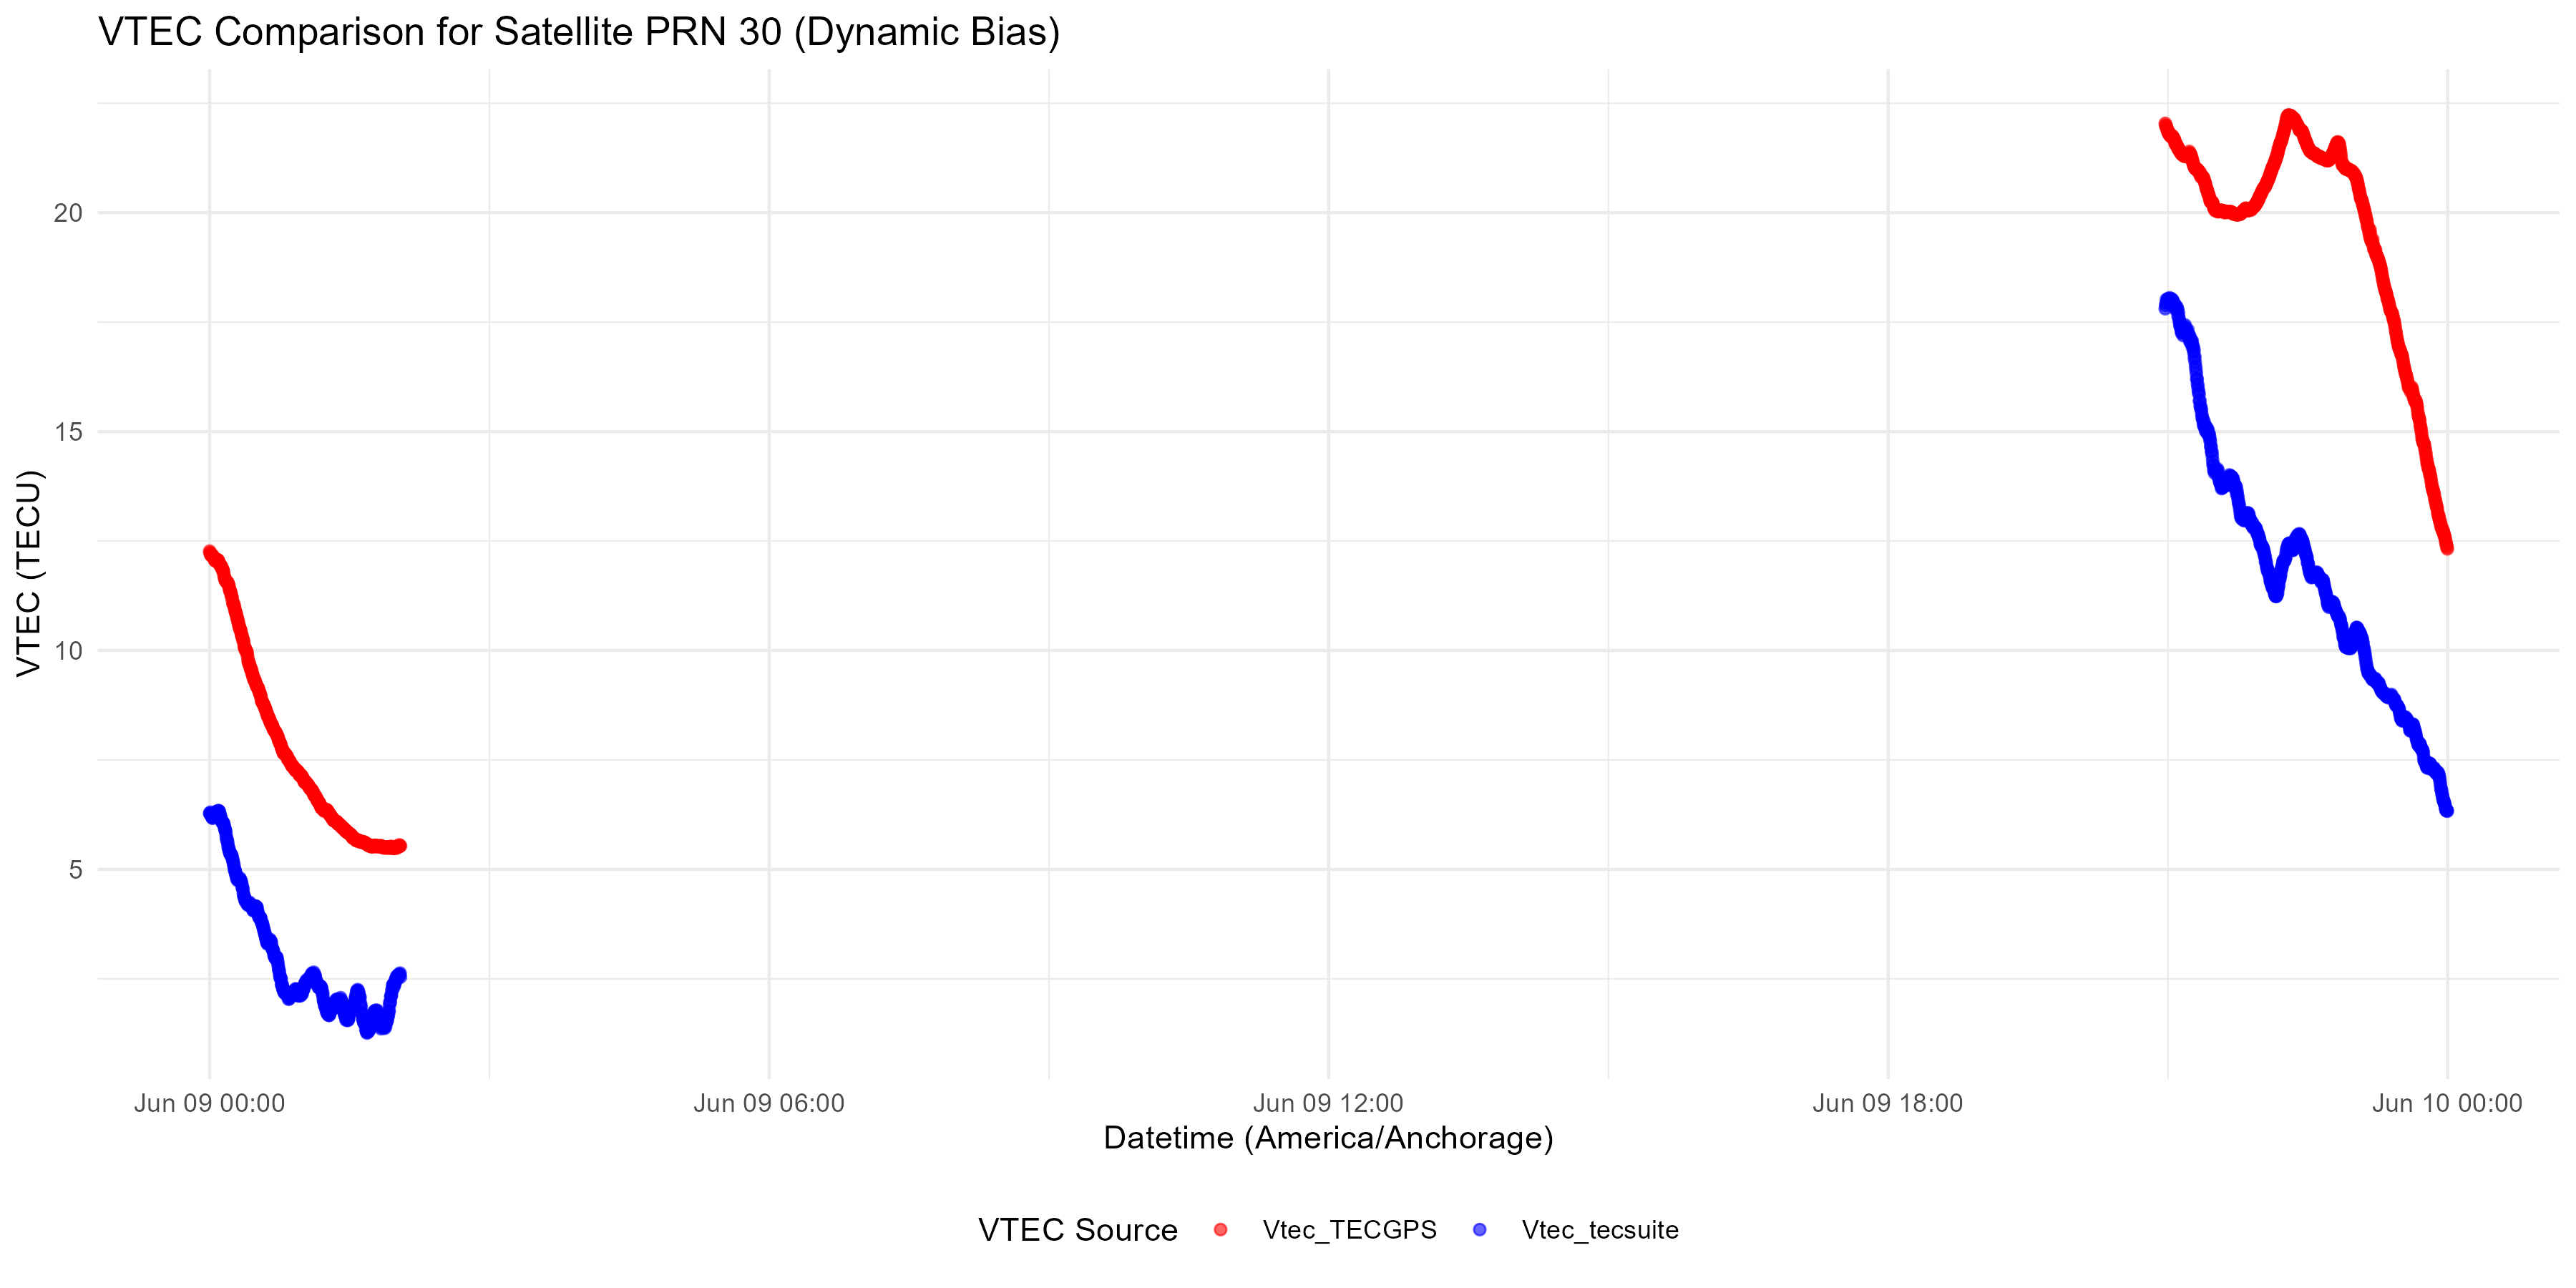 VTEC Comparison for Satellite PRN 30 (Dynamic Bias)
VTEC (TECU)
20
15
10
5
Jun 09 00:00 Jun 09 06:00 Jun 09 12:00 Jun 09 18:00 Jun 10 00:00
Datetime (America/Anchorage)
VTEC Source Vtec_TECGPS Vtec_tecsuite